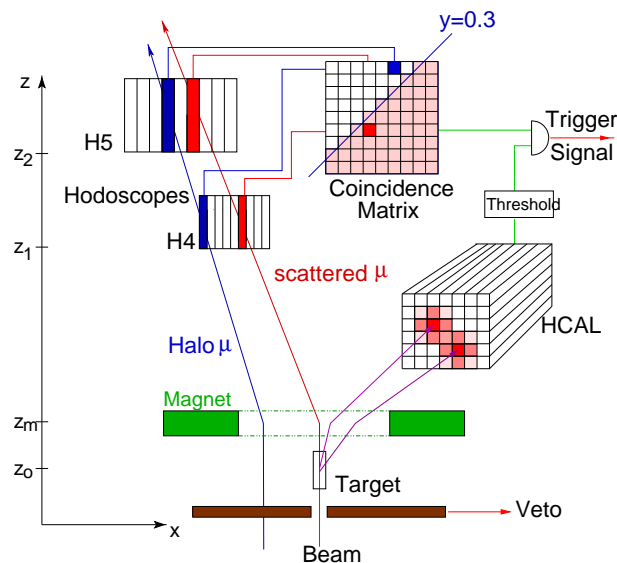 y=0.3
z
H5
Trigger
Signal
z2
Coincidence
Matrix
Hodoscopes
Threshold
H4
z1
scattered μ
HCAL
Halo μ
Magnet
zm
zo
Target
Veto
x
Beam